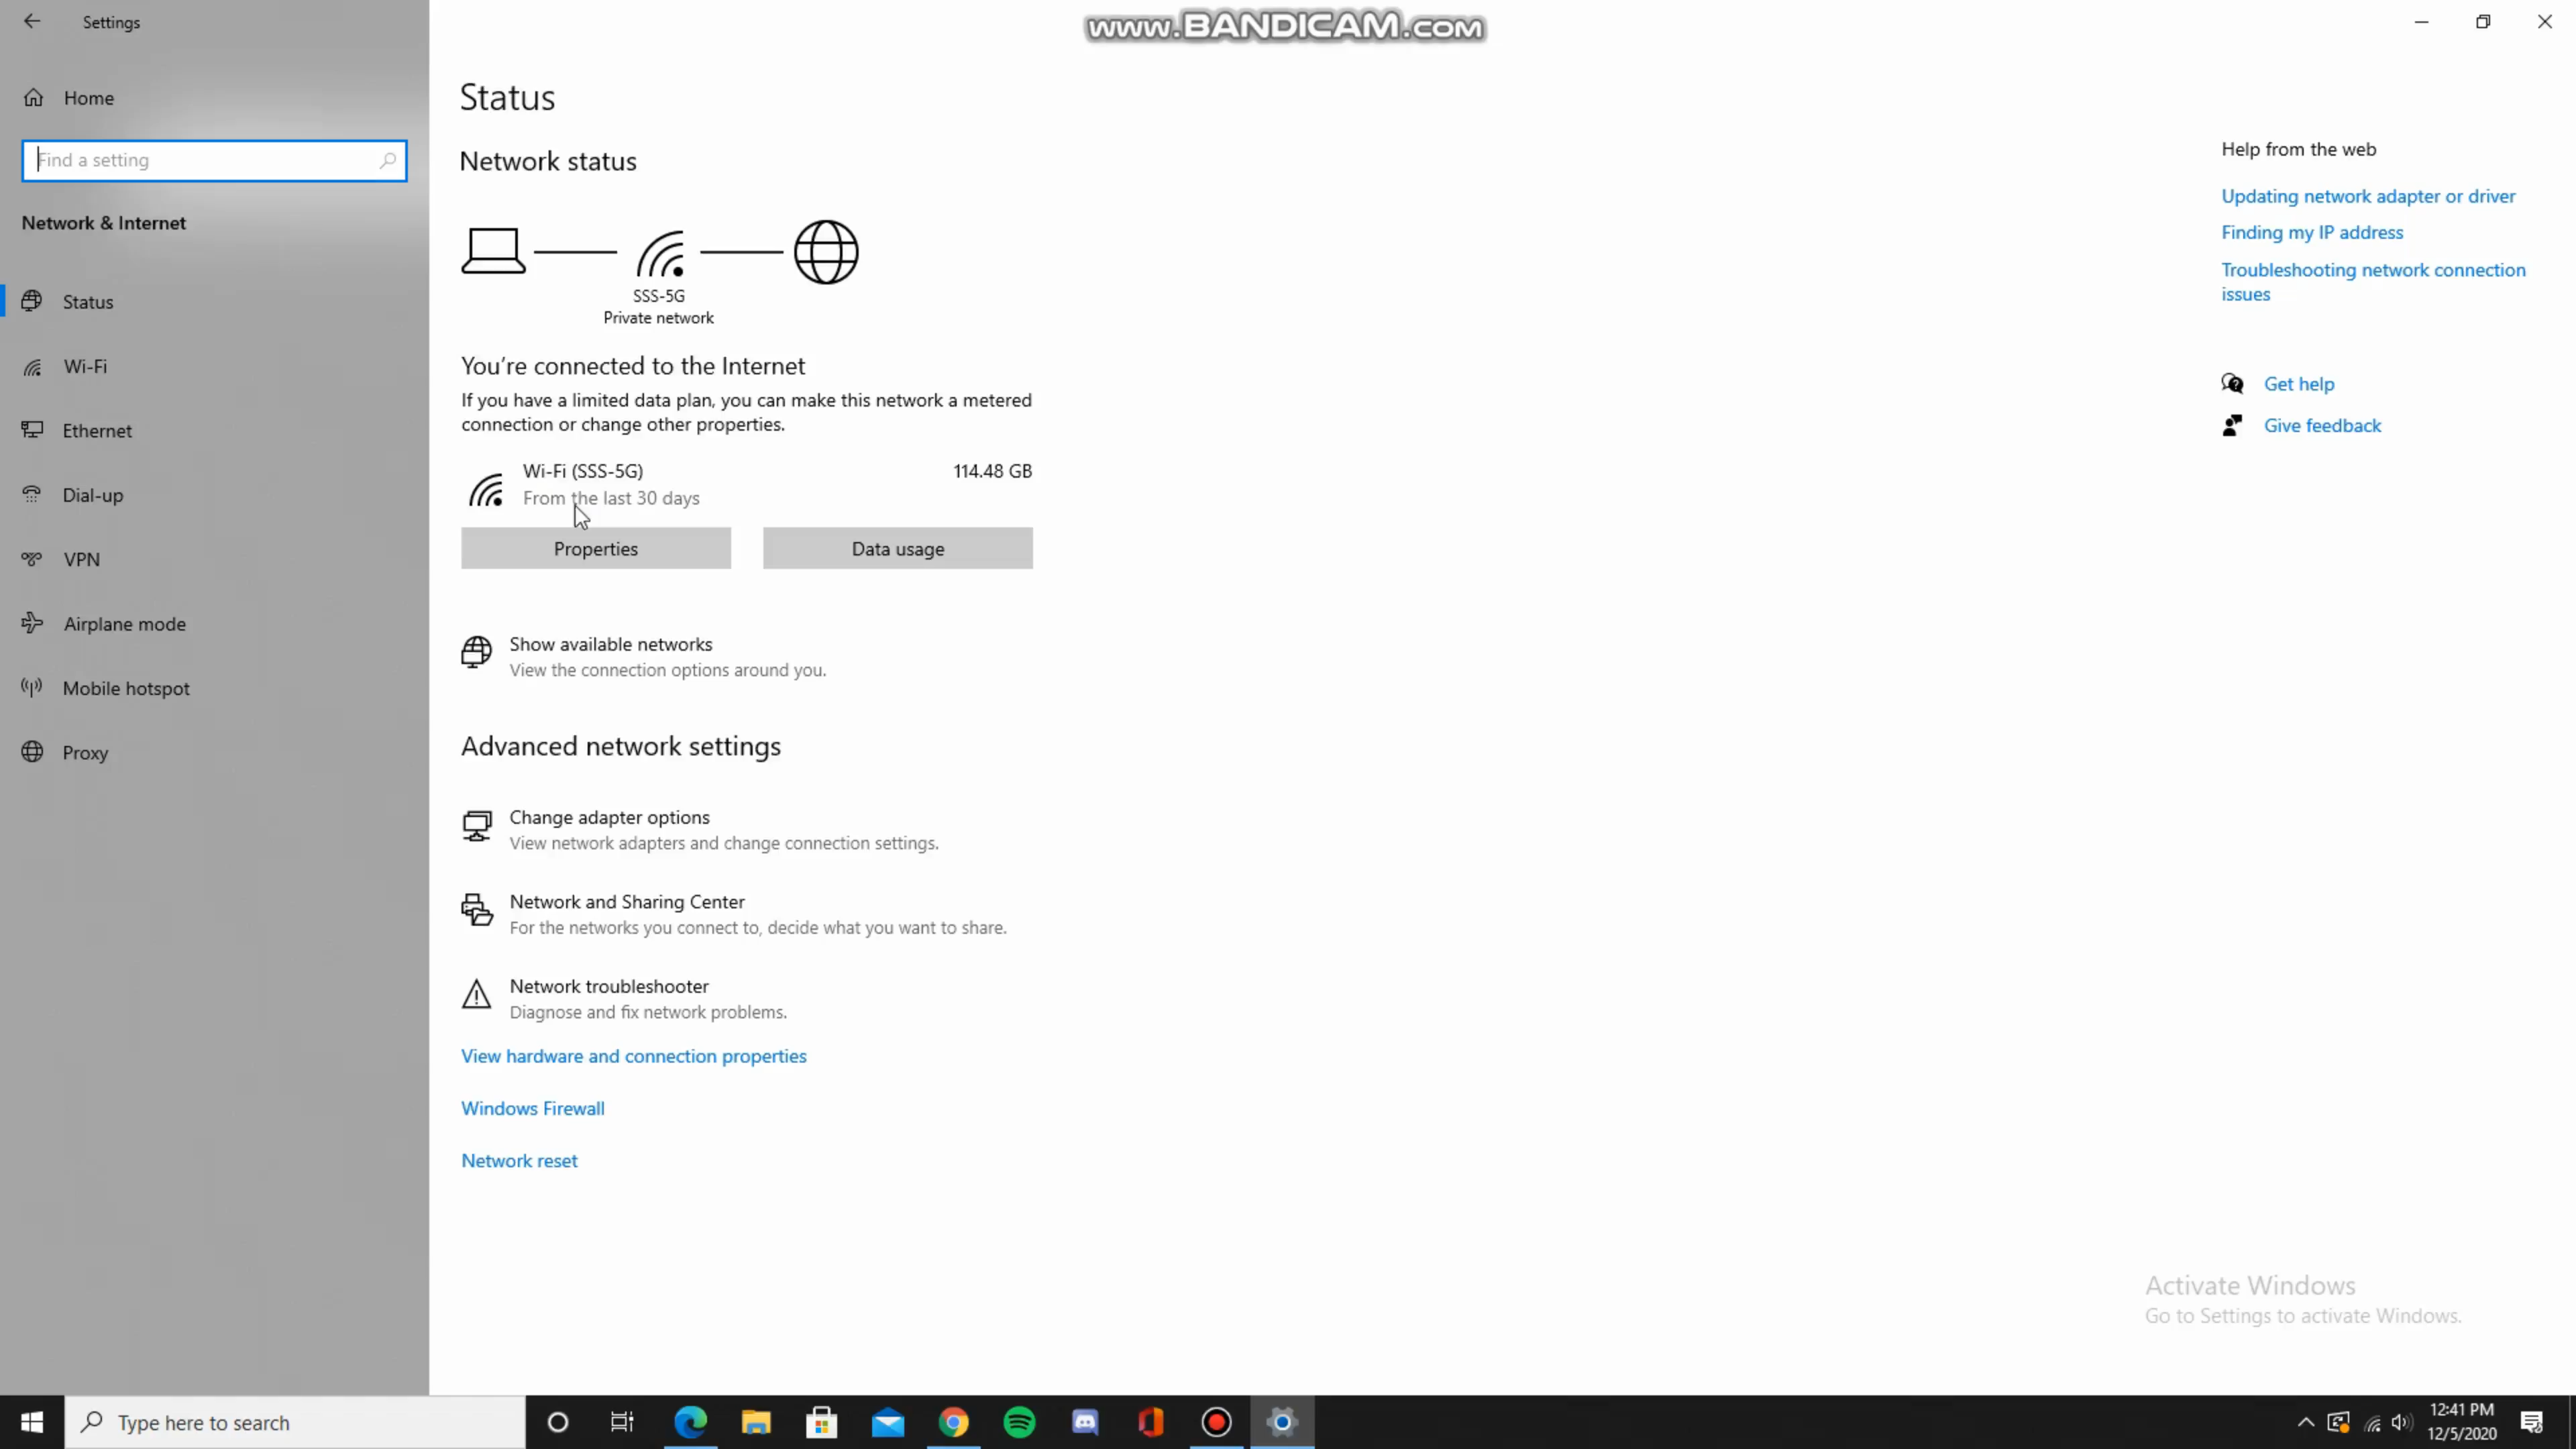 Settings
www.BANDICAM.com
Home
Find a setting
Network & Internet
Status
Wi-Fi
Ethernet
Dial-up
VPN
Airplane mode
Mobile hotspot
Proxy
Status
Network status
SSS-5G
Private network
You're connected to the Internet
If you have a limited data plan, you can make this network a metered
connection or change other properties.
Wi-Fi (SSS-5G)
114.48 GB
From the last 30 days
Properties
Data usage
Show available networks
View the connection options around you.
Advanced network settings
Change adapter options
View network adapters and change connection settings.
Network and Sharing Center
For the networks you connect to, decide what you want to share.
Network troubleshooter
Diagnose and fix network problems.
View hardware and connection properties
Windows Firewall
Network reset
Help from the web
Updating network adapter or driver
Finding my IP address
Troubleshooting network connection
issues
Get help
Give feedback
Activate Windows
Go to Settings to activate Windows.
Type here to search
12:41 PM
12/5/2020